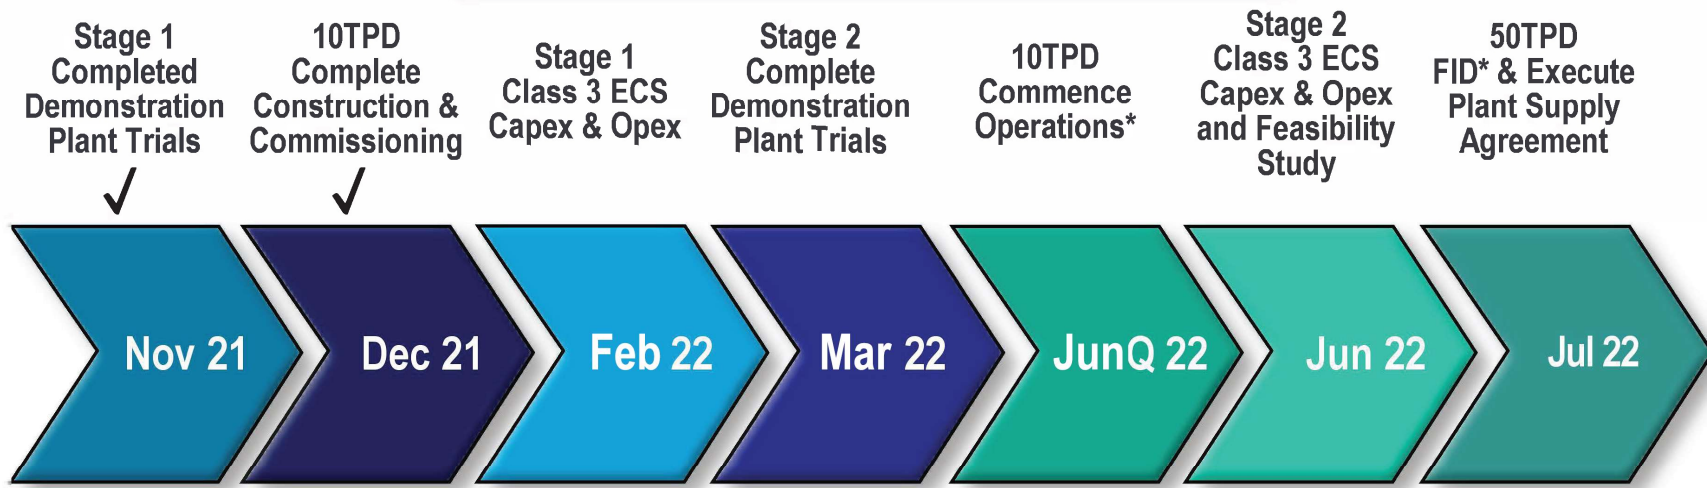 Stage 1
Completed
Demonstration
Plant Trials
✓
10TPD
Complete
Construction &
Commissioning
✓
Stage 1
Class 3 ECS
Capex & Opex
Stage 2
Complete
Demonstration
Plant Trials
10TPD
Commence
Operations*
Stage 2
Class 3 ECS
Capex & Opex
and Feasibility
Study
50TPD
FID* & Execute
Plant Supply
Agreement
Nov 21
Dec 21
Feb 22
Mar 22
JunQ 22
Jun 22
Jul 22